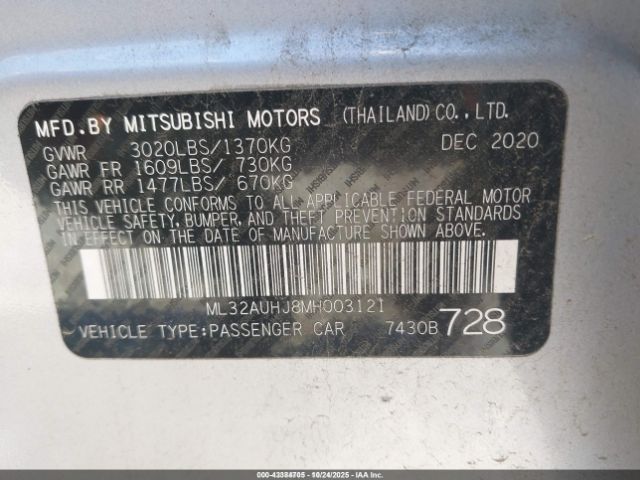 MFD.BY MITSUBISHI MOTORS (THAILAND)CO.,LTD.
GVWR 3020LBS/1370KG DEC 2020
GAWR FR 1609LBS/ 730KG
GAWR RR 1477LBS/ 670KG
THIS VEHICLE CONFORMS TO ALL APPLICABLE FEDERAL MOTOR
VEHICLE SAFETY, BUMPER, AND THEFT PREVENTION STANDARDS
IN EFFECT ON THE DATE OF MANUFACTURE SHOWN ABOVE.
ML32AUHJ8MH003121
VEHICLE TYPE:PASSENGER CAR 7430B 728
000-43384705 - 10/24/2025 - IAAI.COM